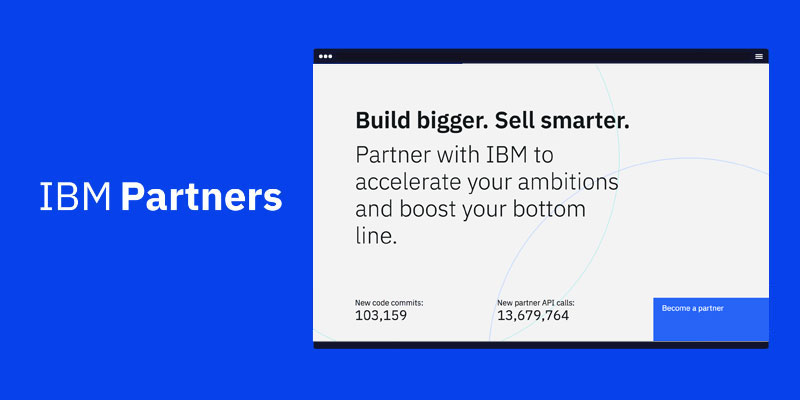 IBM Partners
Build bigger. Sell smarter.
Partner with IBM to
accelerate your ambitions
and boost your bottom
line.
New code commits:
103,159
New partner API calls:
13,679,764
Become a partner